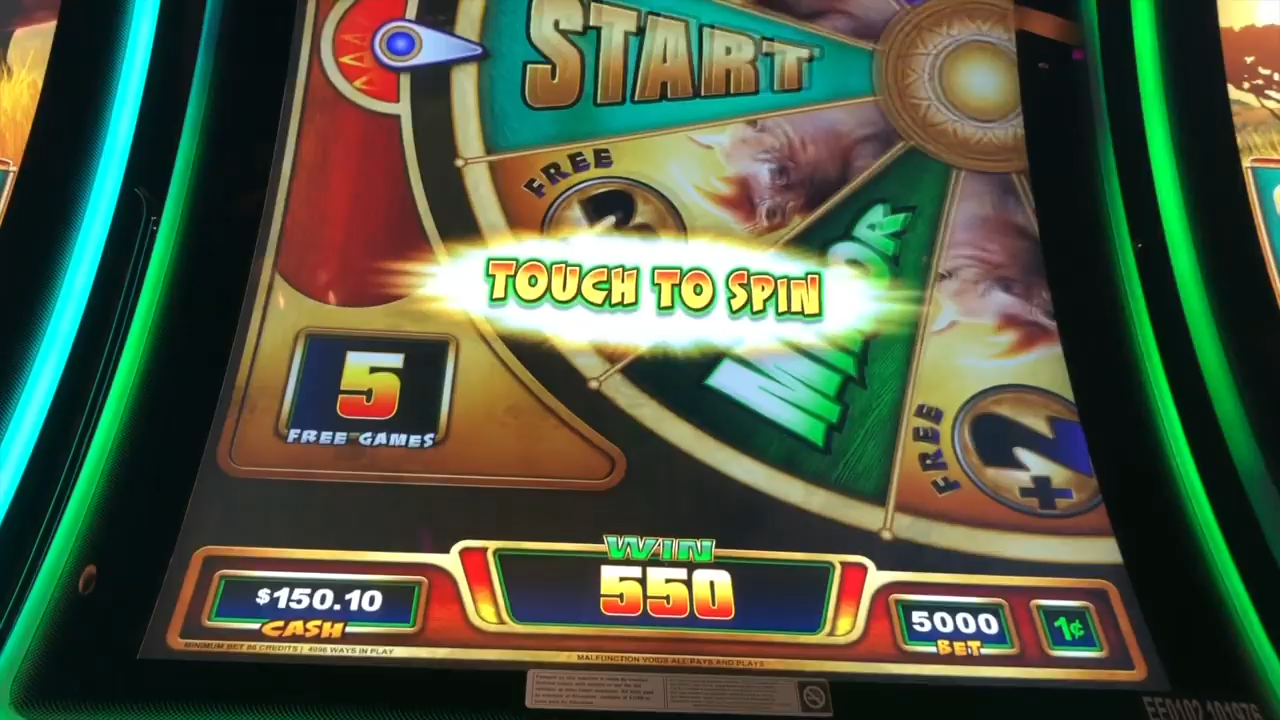 START
FREE
TOUCH TO SPIN
MAJOR
5
FREE GAMES
FREE
+2
WIN
550
$150.10
CASH
5000
BET
1¢
MINIMUM BET 88 CREDITS | 4096 WAYS IN PLAY
MALFUNCTION VOIDS ALL PAYS AND PLAYS